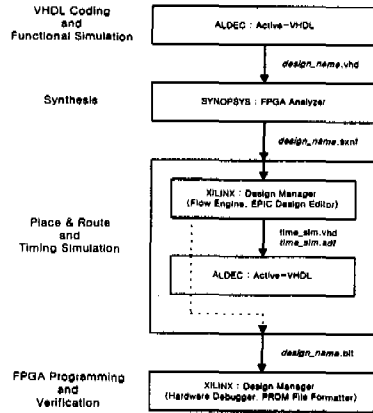 VHDL Coding
and
Functional Simulation
ALDEC : Active-VHDL
design_name.vhd
Synthesis
SYNOPSYS : FPGA Analyzer
design_name.sxnf
Place & Route
and
Timing Simulation
XILINX : Design Manager
(Flow Engine, EPIC Design Editor)
time_sim.vhd
time_sim.sdf
ALDEC : Active-VHDL
design_name.bit
FPGA Programming
and
Verification
XILINX : Design Manager
(Hardware Debugger, PROM File Formatter)